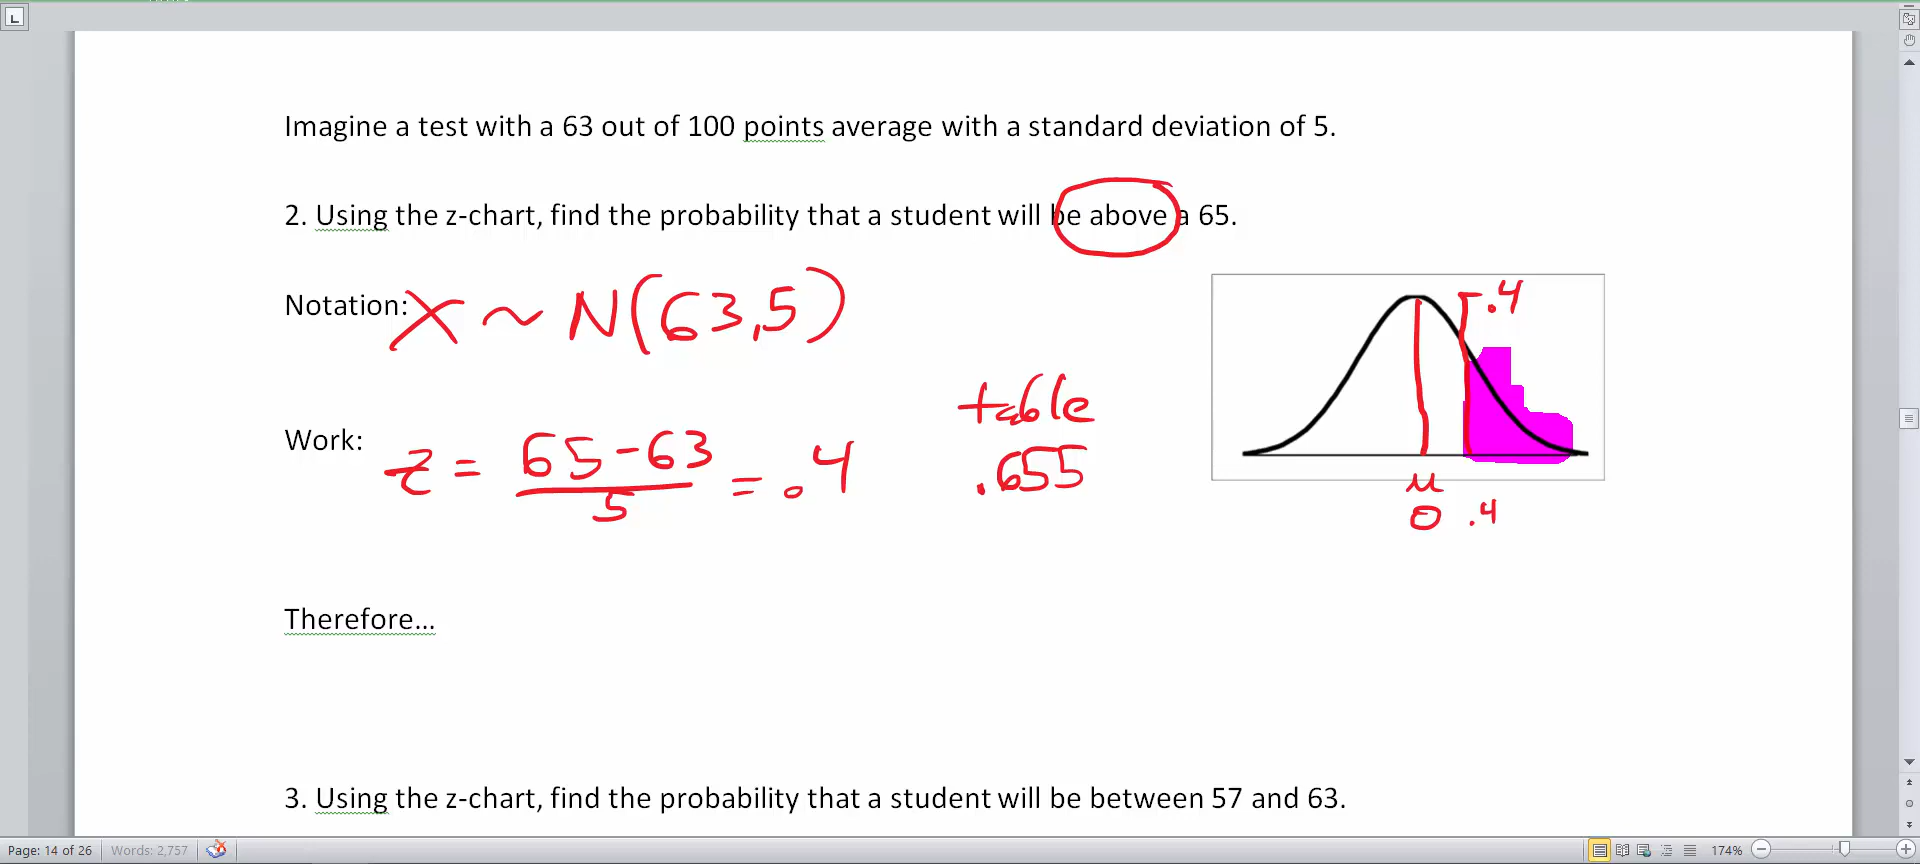 Imagine a test with a 63 out of 100 points average with a standard deviation of 5.
2. Using the z-chart, find the probability that a student will be above a 65.
Notation: X ~ N(63,5)
.4
table
Work: z = 65-63 = .4
5
.655
μ
0 .4
Therefore...
3. Using the z-chart, find the probability that a student will be between 57 and 63.
Page: 14 of 26 Words: 2,757 174%